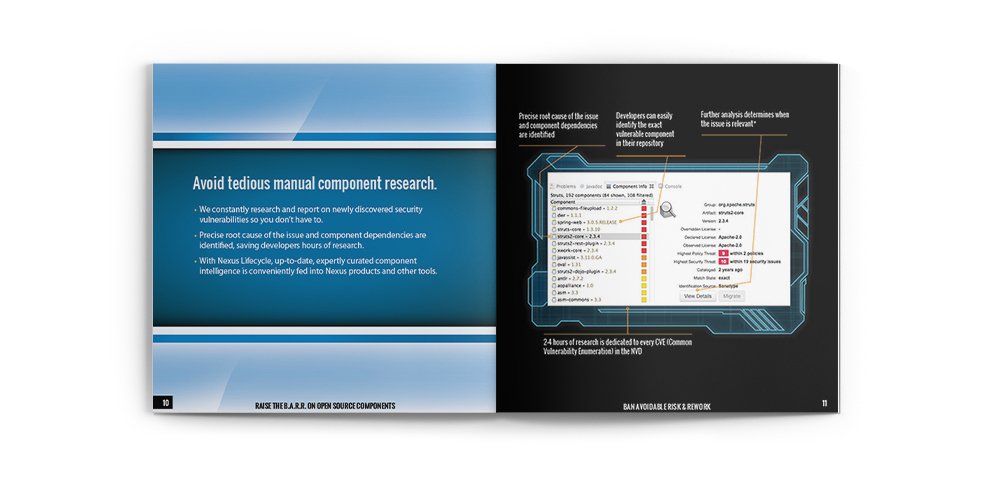 Avoid tedious manual component research.
• We constantly research and report on newly discovered security
vulnerabilities so you don't have to.
• Precise root cause of the issue and component dependencies are
identified, saving developers hours of research.
• With Nexus Lifecycle, up-to-date, expertly curated component
intelligence is conveniently fed into Nexus products and other tools.
10
RAISE THE B.A.R.R. ON OPEN SOURCE COMPONENTS
Precise root cause of the issue
and component dependencies
are identified
Developers can easily
identify the exact
vulnerable component
in their repository
Further analysis determines when
the issue is relevant*
Problems Javadoc Component Info Console
Struts, 192 components (84 shown, 108 filtered)
Component
commons-fileupload • 1.2.2
dwr • 1.1.1
spring-web • 3.0.5.RELEASE
struts-core • 1.3.10
struts2-core • 2.3.4
struts2-rest-plugin • 2.3.4
xwork-core • 2.3.4
javassist • 3.11.0.GA
ognl • 1.31
struts2-dojo-plugin • 2.3.4
antlr • 2.7.2
aopalliance • 1.0
asm • 3.3
asm-commons • 3.3
Group: org.apache.struts
Artifact: struts2-core
Version: 2.3.4
Overridden License: -
Declared License: Apache-2.0
Observed License: Apache-2.0
Highest Policy Threat: 9 within 2 policies
Highest Security Threat: 10 within 19 security issues
Cataloged: 2 years ago
Match State: exact
Identification Source: Sonatype
View Details Migrate
2-4 hours of research is dedicated to every CVE (Common
Vulnerability Enumeration) in the NVD
BAN AVOIDABLE RISK & REWORK
11